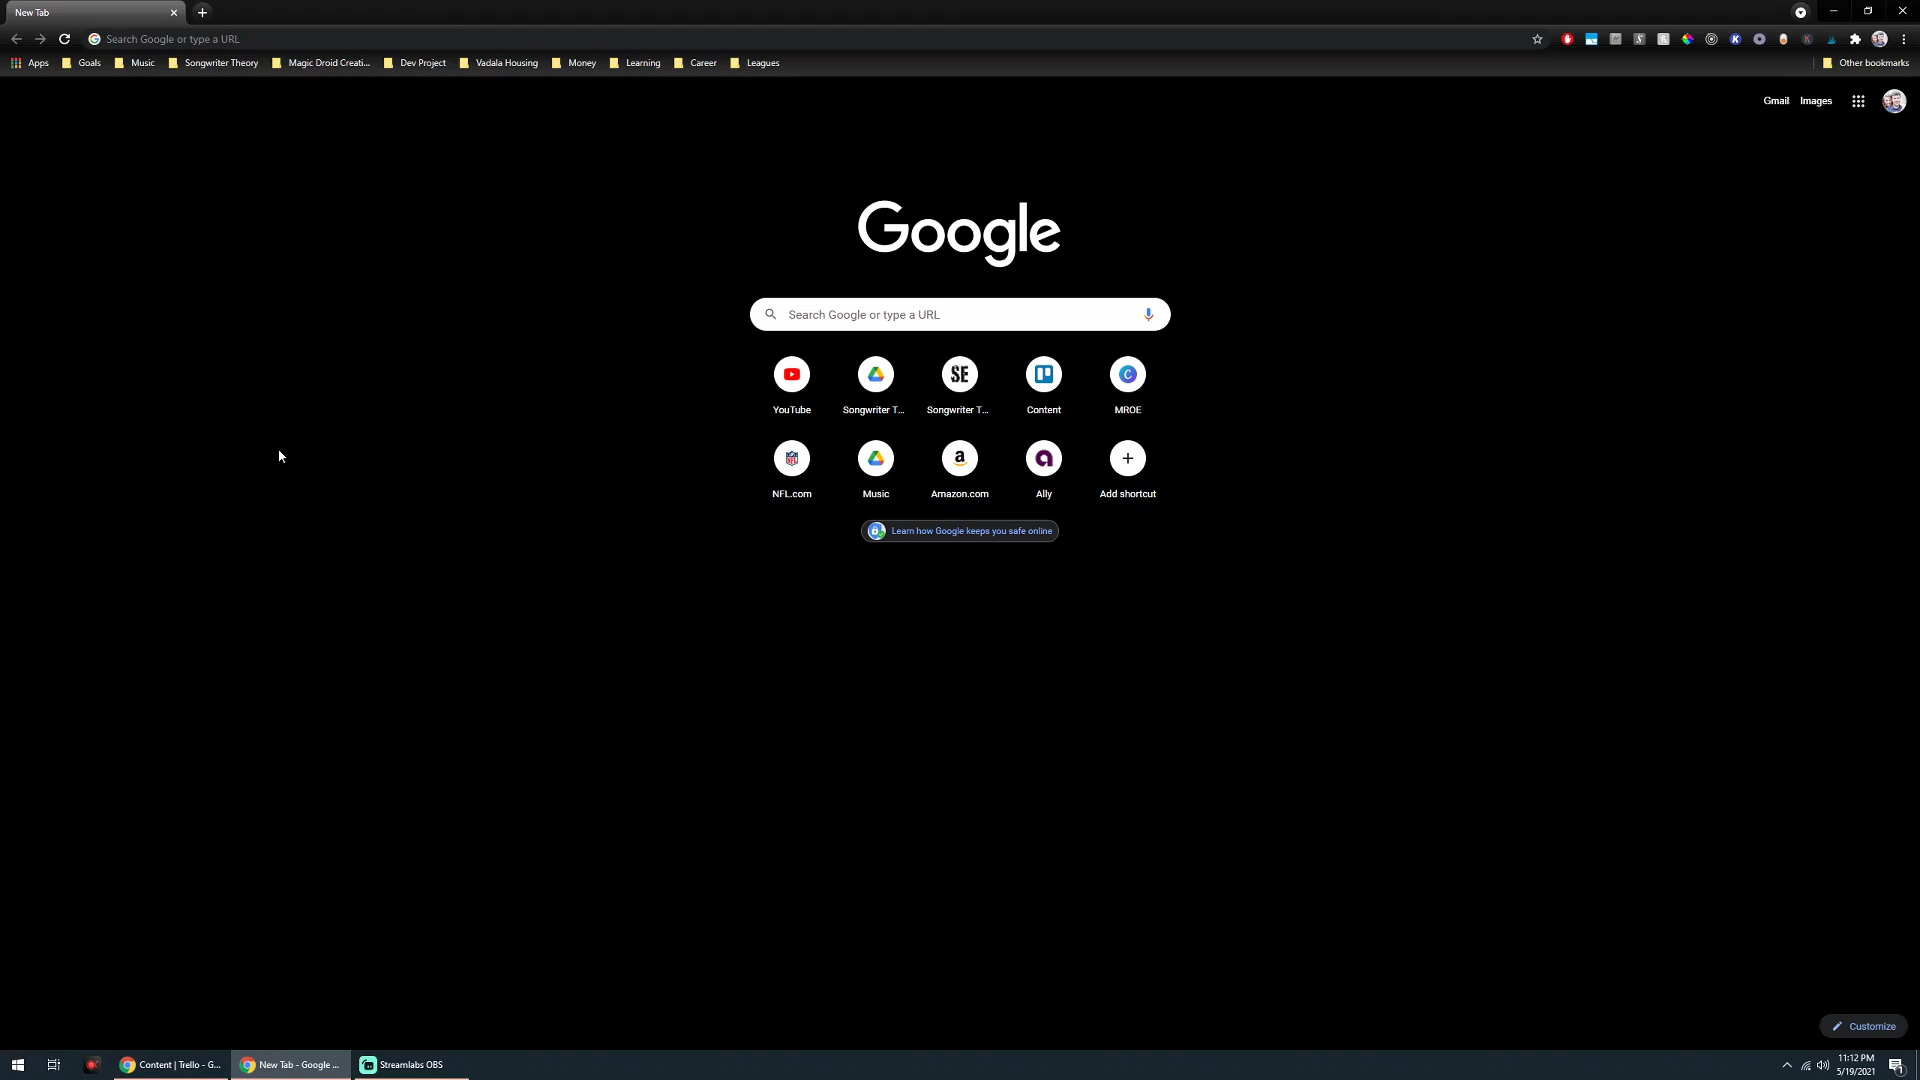 New Tab
Search Google or type a URL
Apps Goals Music Songwriter Theory Magic Droid Creati... Dev Project Vadala Housing Money Learning Career Leagues Other bookmarks
Gmail Images
Google
Search Google or type a URL
YouTube Songwriter T... Songwriter T... Content MROE
NFL.com Music Amazon.com Ally Add shortcut
Learn how Google keeps you safe online
Customize
Content | Trello - G... New Tab - Google ... Streamlabs OBS
11:12 PM
5/19/2021